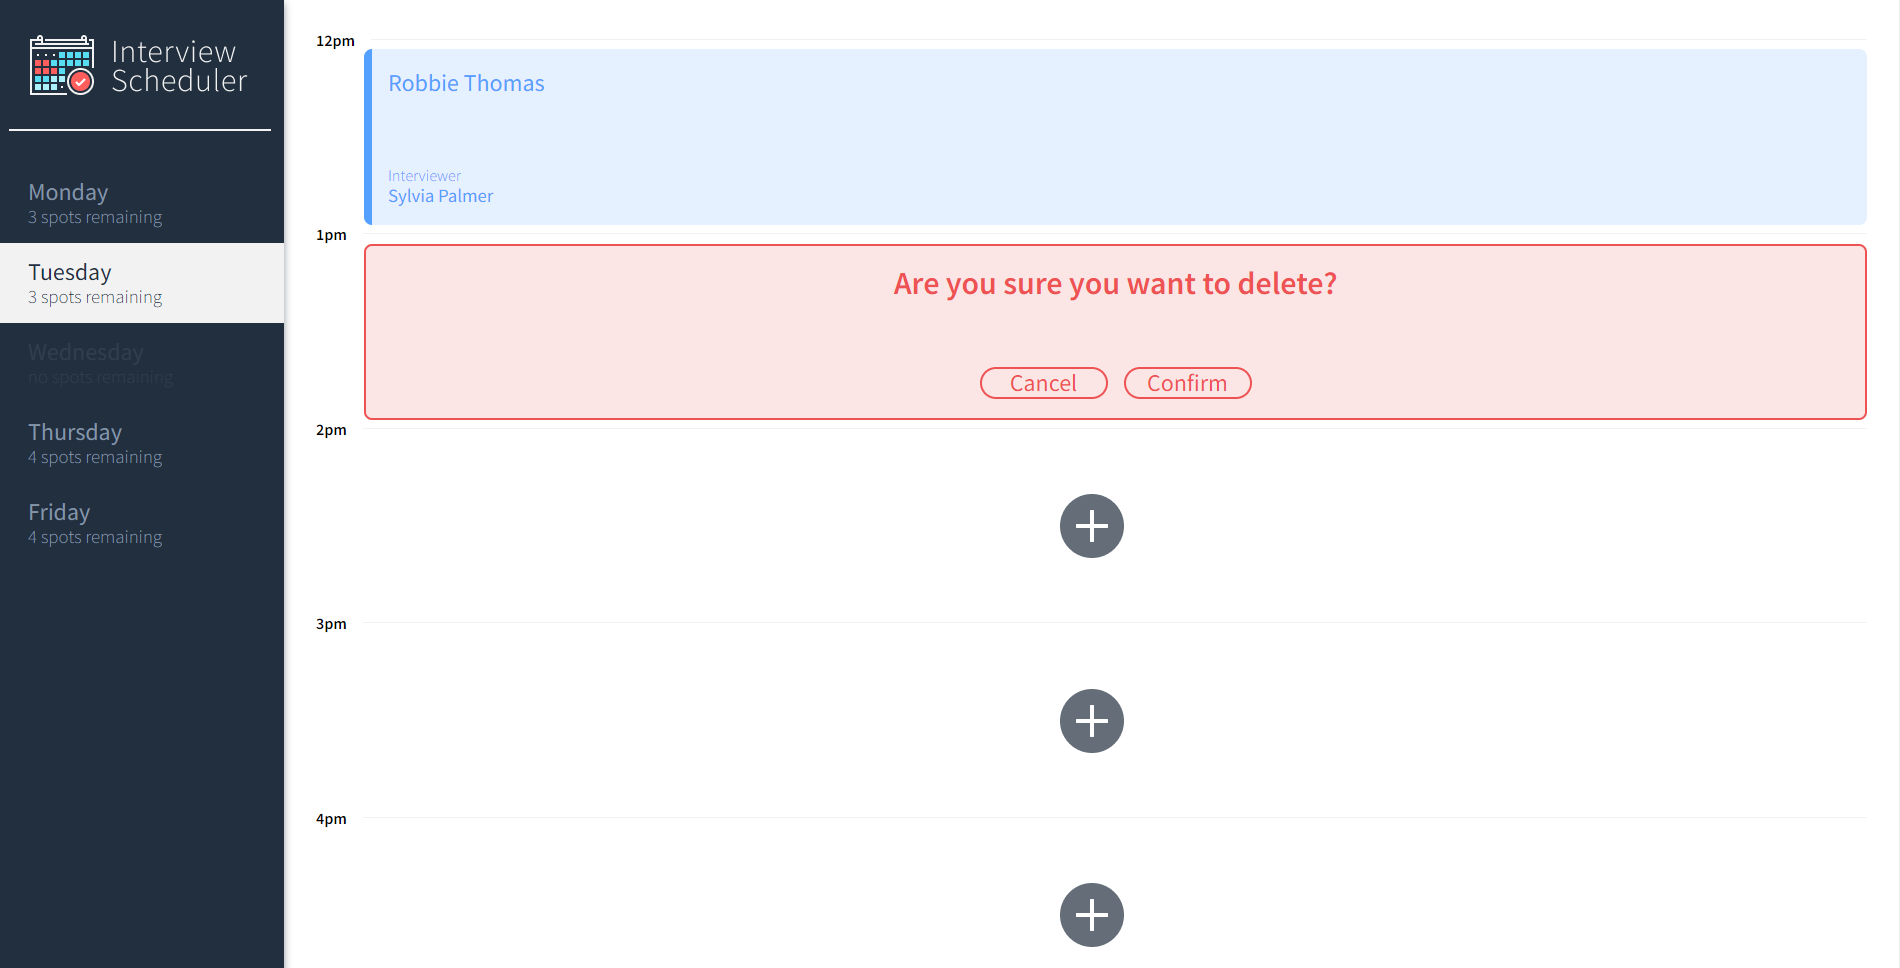 Interview
Scheduler
Monday
3 spots remaining
Tuesday
3 spots remaining
Wednesday
no spots remaining
Thursday
4 spots remaining
Friday
4 spots remaining
12pm
Robbie Thomas
Interviewer
Sylvia Palmer
1pm
Are you sure you want to delete?
Cancel
Confirm
2pm
3pm
4pm